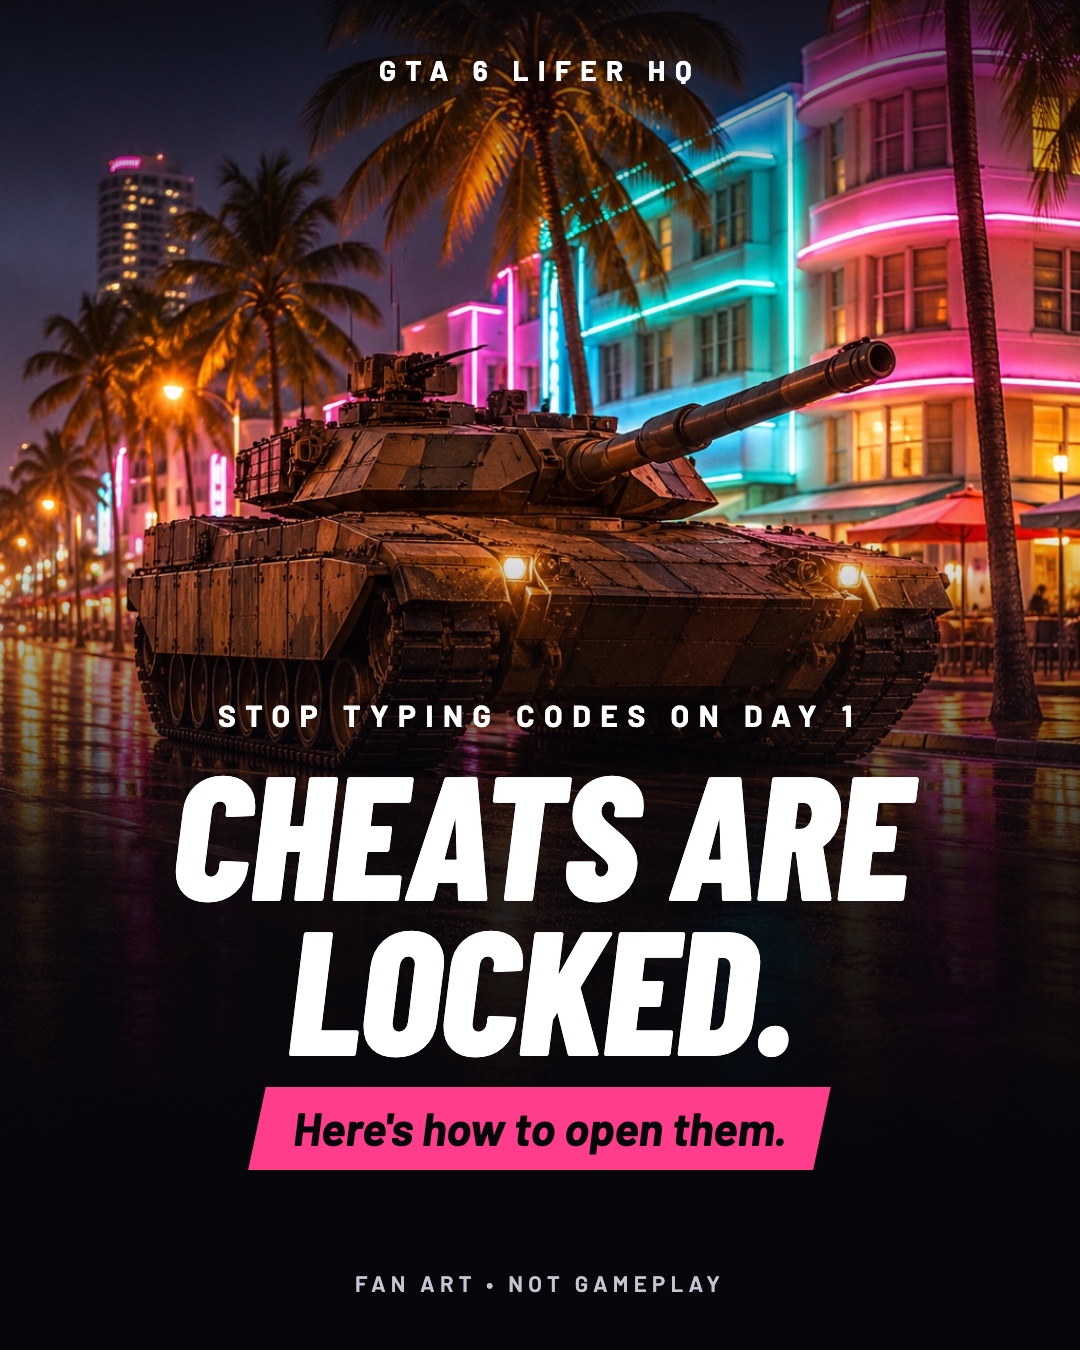 GTA 6 LIFER HQ
STOP TYPING CODES ON DAY 1
CHEATS ARE
LOCKED.
Here's how to open them.
FAN ART • NOT GAMEPLAY